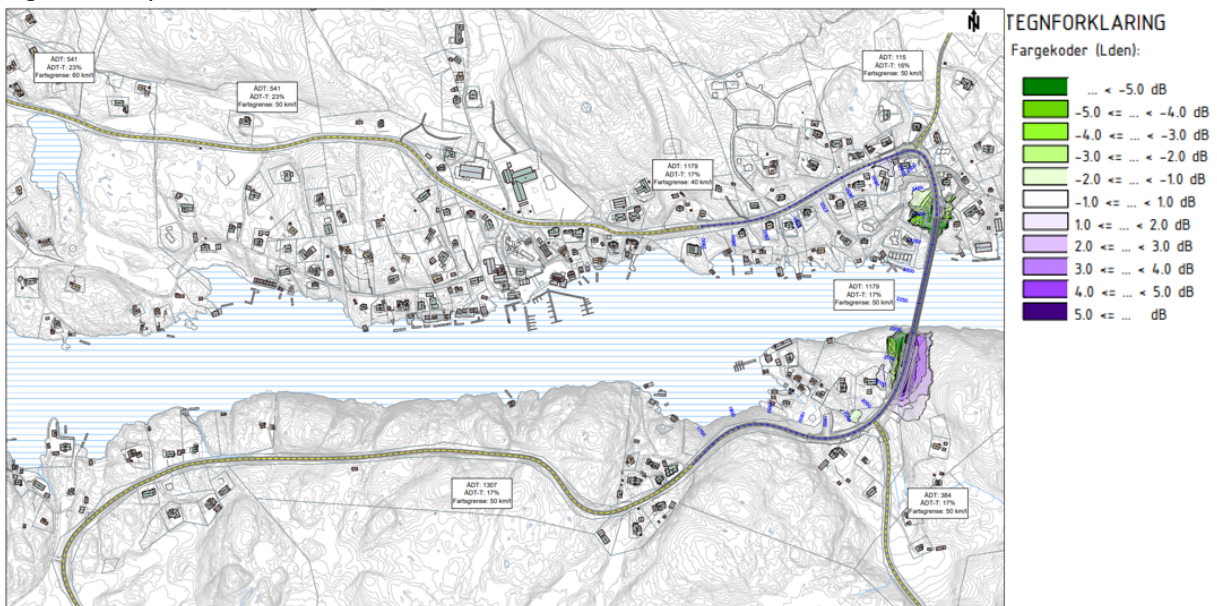 N
TEGNFORKLARING
Fargekoder (Lden):
... < -5.0 dB
-5.0 <= ... < -4.0 dB
-4.0 <= ... < -3.0 dB
-3.0 <= ... < -2.0 dB
-2.0 <= ... < -1.0 dB
-1.0 <= ... < 1.0 dB
1.0 <= ... < 2.0 dB
2.0 <= ... < 3.0 dB
3.0 <= ... < 4.0 dB
4.0 <= ... < 5.0 dB
5.0 <= ... dB
ÅDT: 541
ÅDT-T: 23%
Fartsgrense: 60 km/t
ÅDT: 541
ÅDT-T: 23%
Fartsgrense: 50 km/t
ÅDT: 115
ÅDT-T: 16%
Fartsgrense: 50 km/t
ÅDT: 1179
ÅDT-T: 17%
Fartsgrense: 40 km/t
ÅDT: 1179
ÅDT-T: 17%
Fartsgrense: 50 km/t
ÅDT: 1307
ÅDT-T: 17%
Fartsgrense: 50 km/t
ÅDT: 384
ÅDT-T: 17%
Fartsgrense: 50 km/t